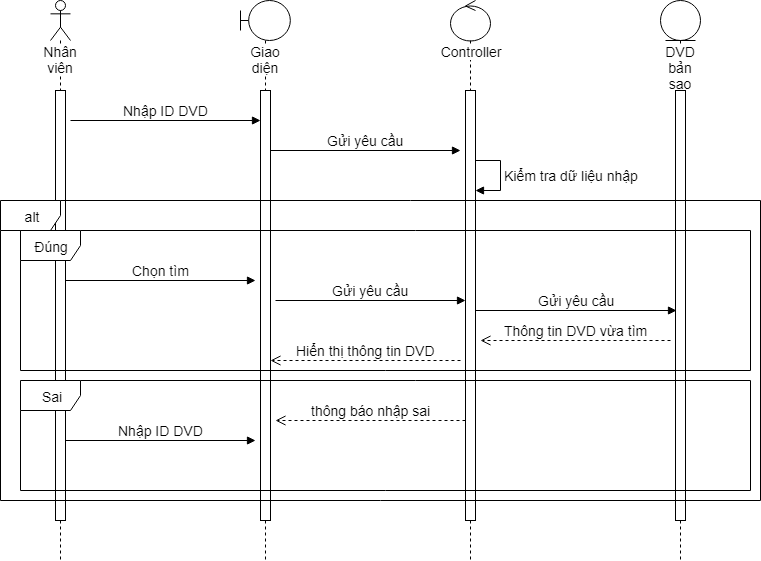 Nhân
viên
Giao
diện
Controller
DVD
bản
sao
Nhập ID DVD
Gửi yêu cầu
Kiểm tra dữ liệu nhập
alt
Đúng
Chọn tìm
Gửi yêu cầu
Gửi yêu cầu
Thông tin DVD vừa tìm
Hiển thị thông tin DVD
Sai
thông báo nhập sai
Nhập ID DVD